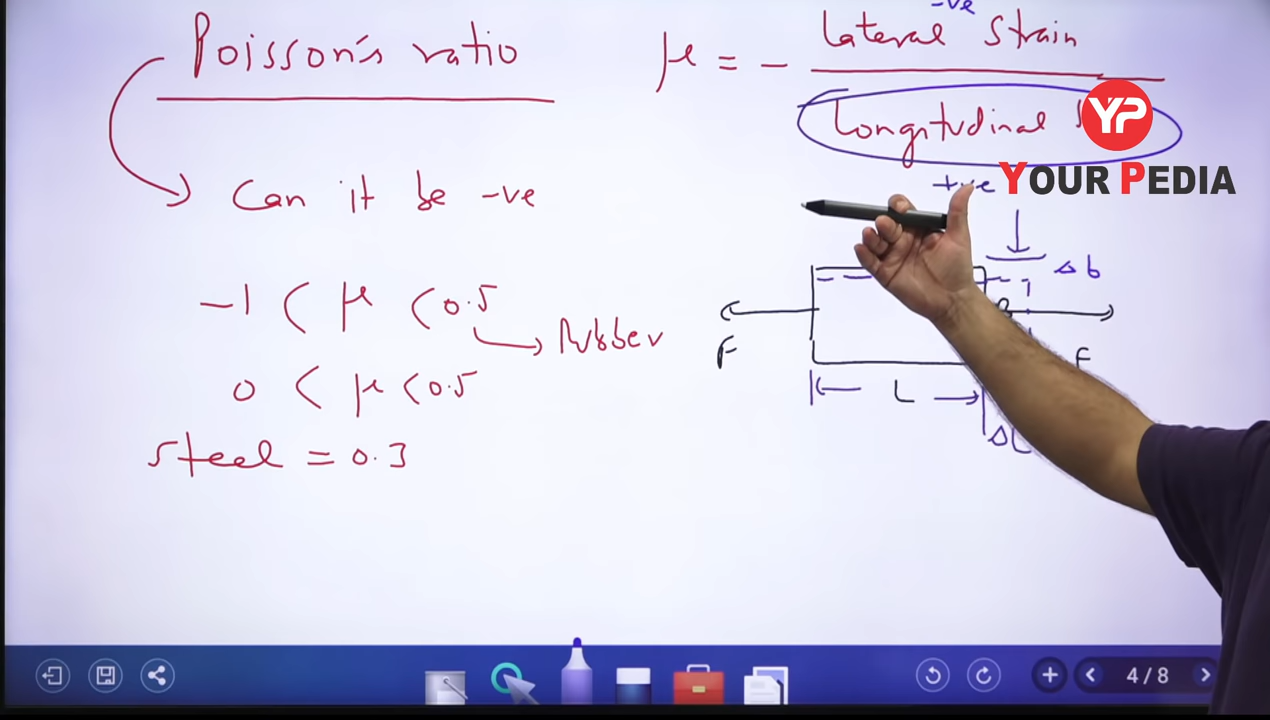 Poisson's ratio
-ve
μ = - lateral strain
Longitudinal
+ve
YP
YOUR PEDIA
Can it be -ve
-1 < μ < 0.5
Rubber
0 < μ < 0.5
steel = 0.3
Δb
F
F
L
ΔL
4 / 8